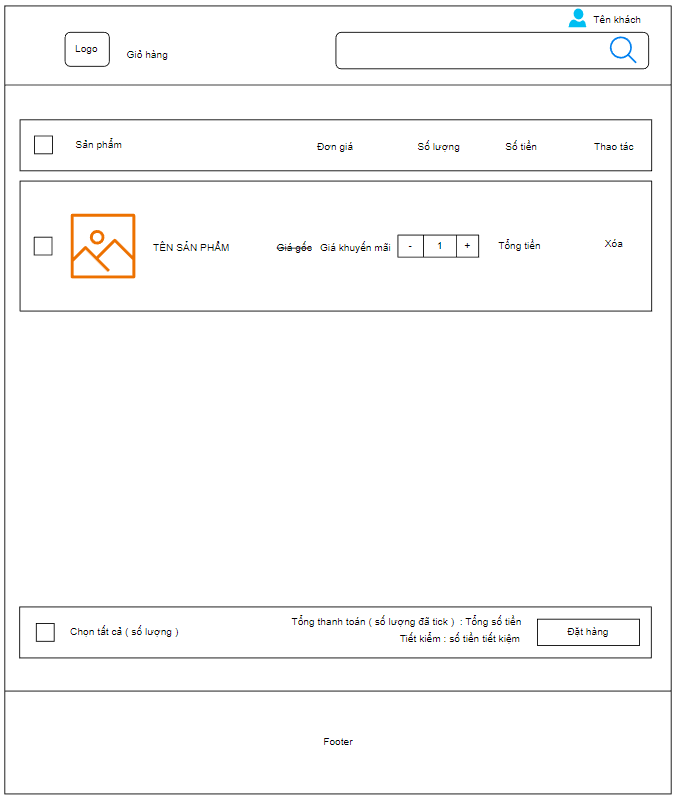 Tên khách
Logo
Giỏ hàng
Sản phẩm Đơn giá Số lượng Số tiền Thao tác
TÊN SẢN PHẨM Giá gốc Giá khuyến mãi - 1 + Tổng tiền Xóa
Tổng thanh toán ( số lượng đã tick ) : Tổng số tiền
Chọn tất cả ( số lượng ) Đặt hàng
Tiết kiểm : số tiền tiết kiệm
Footer